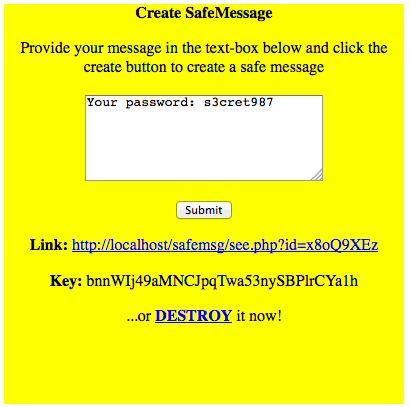 Create SafeMessage
Provide your message in the text-box below and click the
create button to create a safe message
Your password: s3cret987
Submit
Link: http://localhost/safemsg/see.php?id=x8oQ9XEz
Key: bnnWIj49aMNCJpqTwa53nySBPlrCYa1h
...or DESTROY it now!